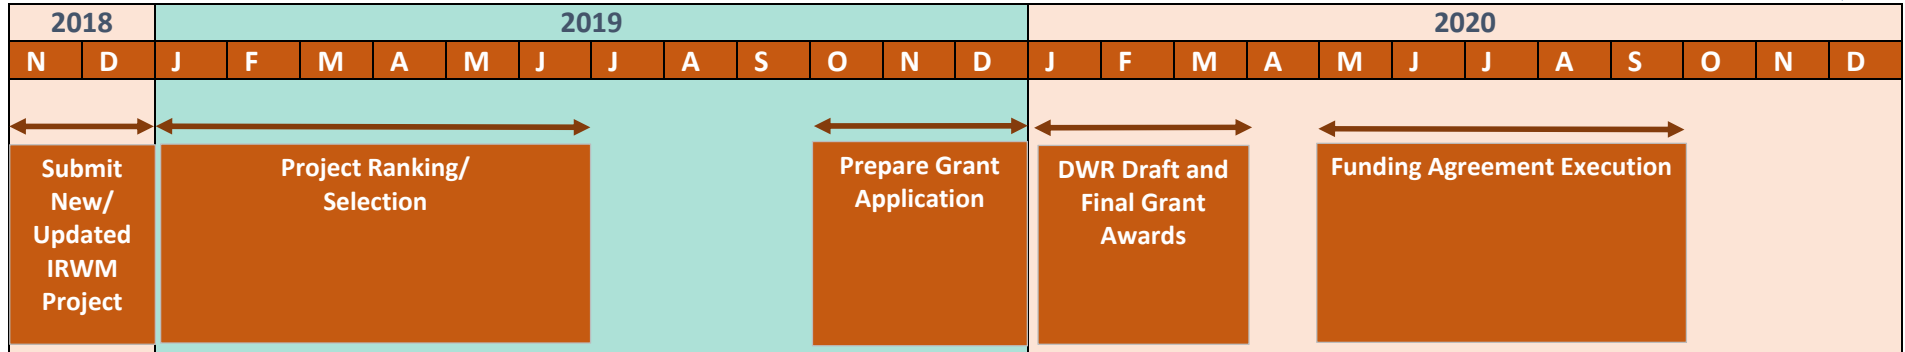 2018 2019 2020
N D J F M A M J J A S O N D J F M A M J J A S O N D
Submit
New/
Updated
IRWM
Project
Project Ranking/
Selection
Prepare Grant
Application
DWR Draft and
Final Grant
Awards
Funding Agreement Execution